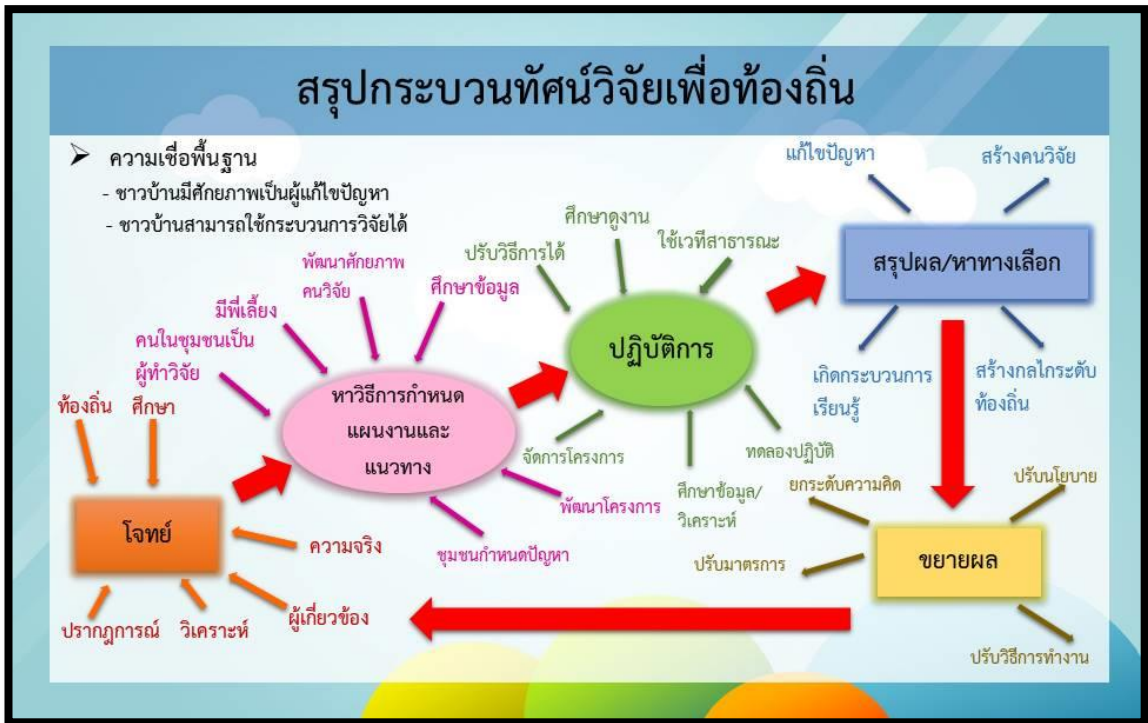 สรุปกระบวนทัศน์วิจัยเพื่อท้องถิ่น
➢ ความเชื่อพื้นฐาน
- ชาวบ้านมีศักยภาพเป็นผู้แก้ไขปัญหา
- ชาวบ้านสามารถใช้กระบวนการวิจัยได้
ท้องถิ่น
ศึกษา
โจทย์
ความจริง
ผู้เกี่ยวข้อง
วิเคราะห์
ปรากฏการณ์
คนในชุมชนเป็น
ผู้ทำวิจัย
มีพี่เลี้ยง
พัฒนาศักยภาพ
คนวิจัย
ศึกษาข้อมูล
หาวิธีการกำหนด
แผนงานและ
แนวทาง
พัฒนาโครงการ
ชุมชนกำหนดปัญหา
ปรับวิธีการได้
ศึกษาดูงาน
ใช้เวทีสาธารณะ
ปฏิบัติการ
จัดการโครงการ
ศึกษาข้อมูล/
วิเคราะห์
ทดลองปฏิบัติ
แก้ไขปัญหา
สร้างคนวิจัย
สรุปผล/หาทางเลือก
เกิดกระบวนการ
เรียนรู้
สร้างกลไกระดับ
ท้องถิ่น
ยกระดับความคิด
ปรับนโยบาย
ขยายผล
ปรับมาตรการ
ปรับวิธีการทำงาน